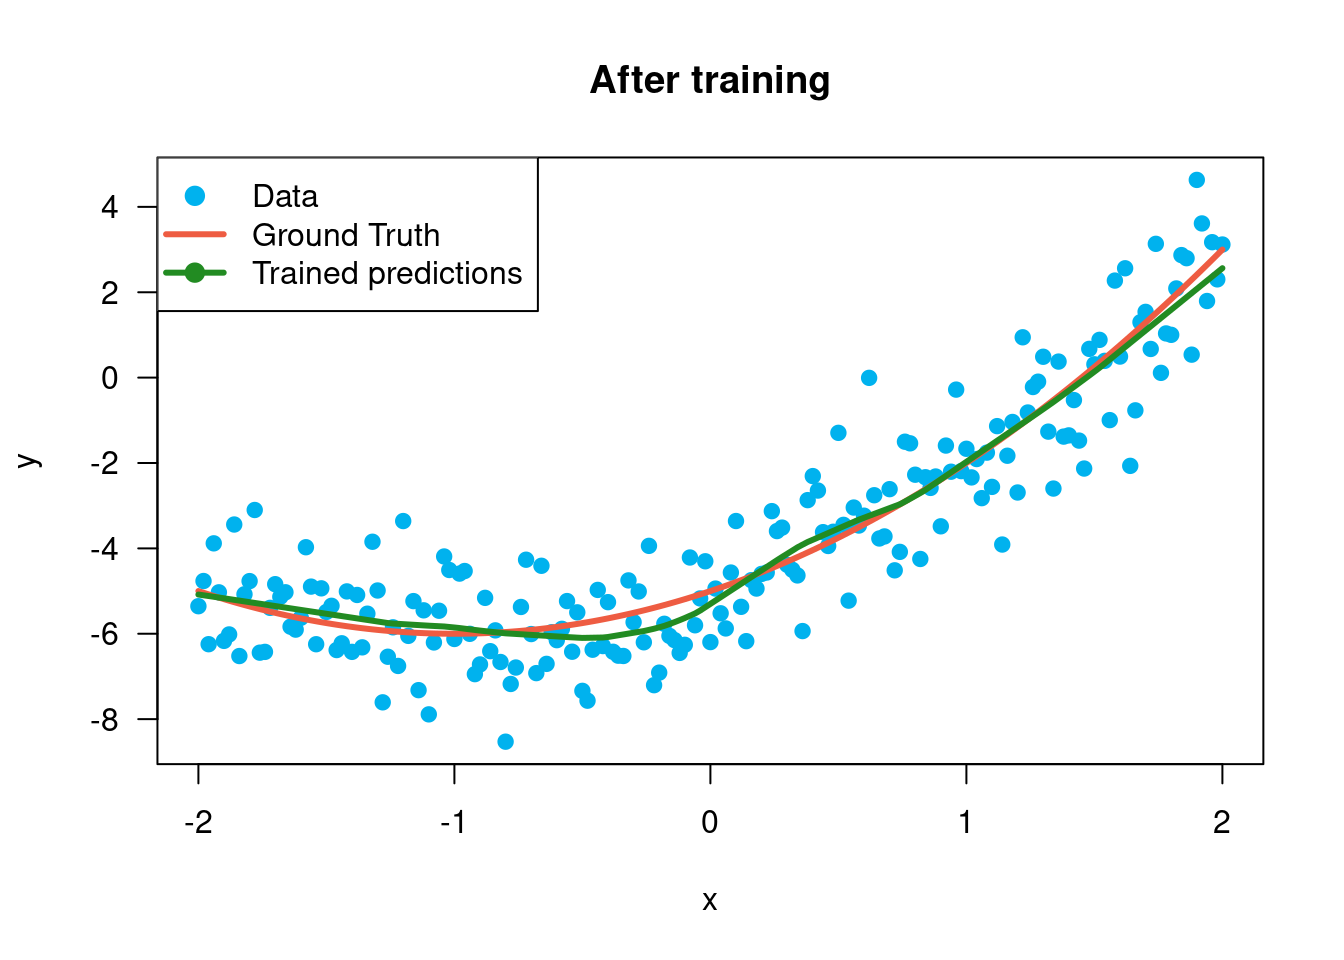 After training
Data
Ground Truth
Trained predictions
4
2
0
-2
-4
-6
-8
y
-2 -1 0 1 2
x